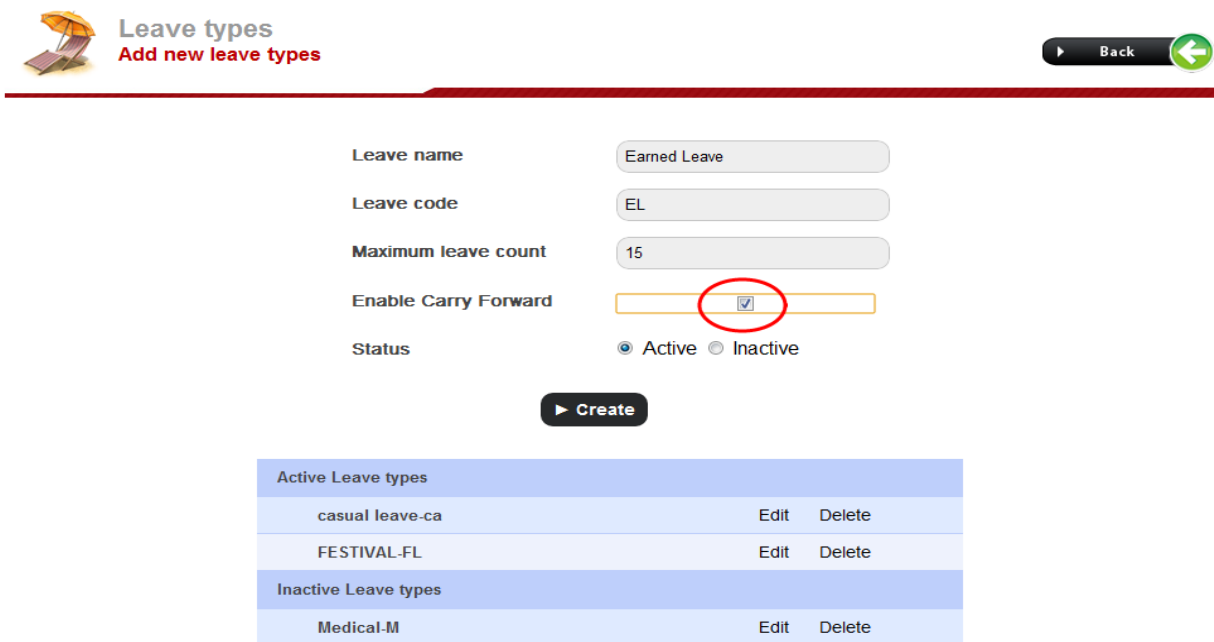 Leave types
Add new leave types
Back
Leave name Earned Leave
Leave code EL
Maximum leave count 15
Enable Carry Forward
Status Active Inactive
Create
Active Leave types
casual leave-ca Edit Delete
FESTIVAL-FL Edit Delete
Inactive Leave types
Medical-M Edit Delete